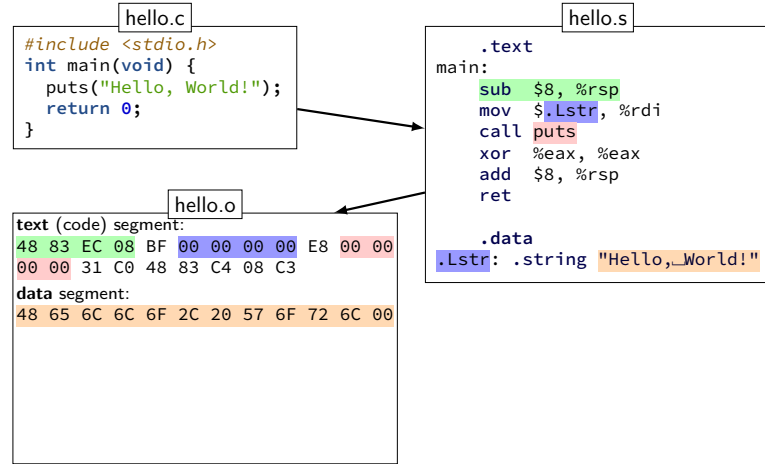 hello.c
#include <stdio.h>
int main(void) {
  puts("Hello, World!");
  return 0;
}
hello.s
    .text
main:
    sub  $8, %rsp
    mov  $.Lstr, %rdi
    call puts
    xor  %eax, %eax
    add  $8, %rsp
    ret
    .data
.Lstr: .string "Hello,␣World!"
hello.o
text (code) segment:
48 83 EC 08 BF 00 00 00 00 E8 00 00
00 00 31 C0 48 83 C4 08 C3
data segment:
48 65 6C 6C 6F 2C 20 57 6F 72 6C 00